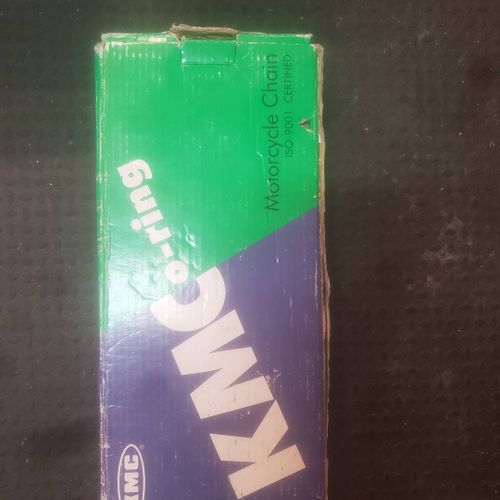 Motorcycle Chain
ISO-9001 CERTIFIED
KMC o-ring
KMC